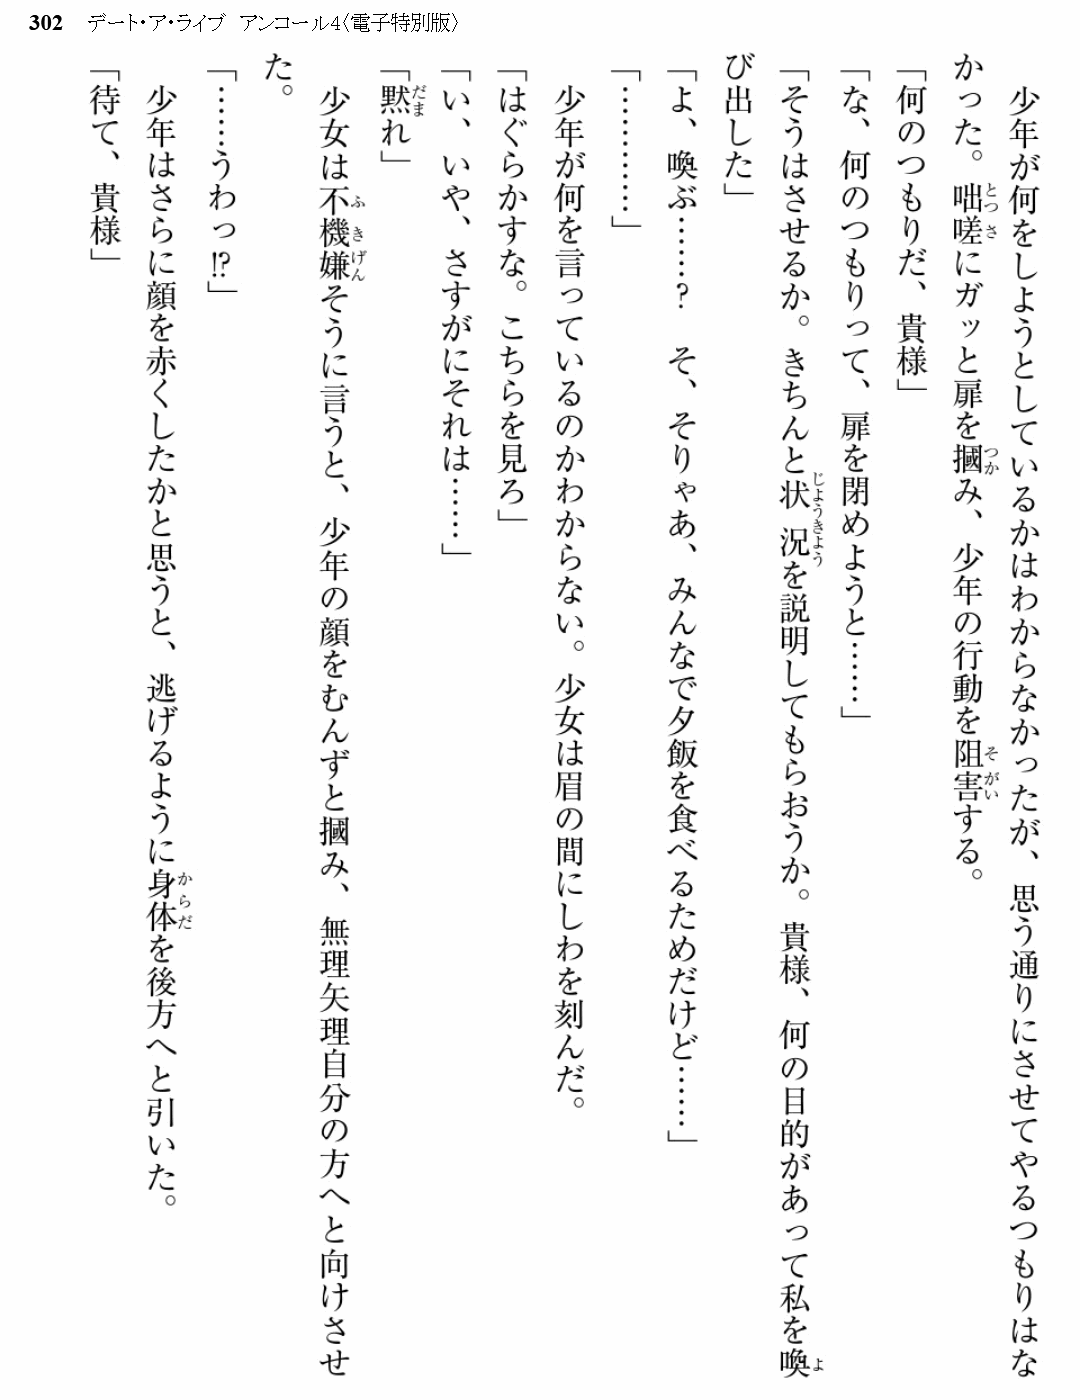 302 デート・ア・ライブ アンコール4〈電子特別版〉
　少年が何をしようとしているかはわからなかったが、思う通りにさせてやるつもりはな
かった。咄嗟にガッと扉を摑み、少年の行動を阻害する。
「何のつもりだ、貴様」
「な、何のつもりって、扉を閉めようと……」
「そうはさせるか。きちんと状況を説明してもらおうか。貴様、何の目的があって私を喚
び出した」
「よ、喚ぶ……?　そ、そりゃあ、みんなで夕飯を食べるためだけど……」
「…………」
　少年が何を言っているのかわからない。少女は眉の間にしわを刻んだ。
「はぐらかすな。こちらを見ろ」
「い、いや、さすがにそれは……」
「黙れ」
　少女は不機嫌そうに言うと、少年の顔をむんずと摑み、無理矢理自分の方へと向けさせ
た。
「……うわっ!?」
　少年はさらに顔を赤くしたかと思うと、逃げるように身体を後方へと引いた。
「待て、貴様」